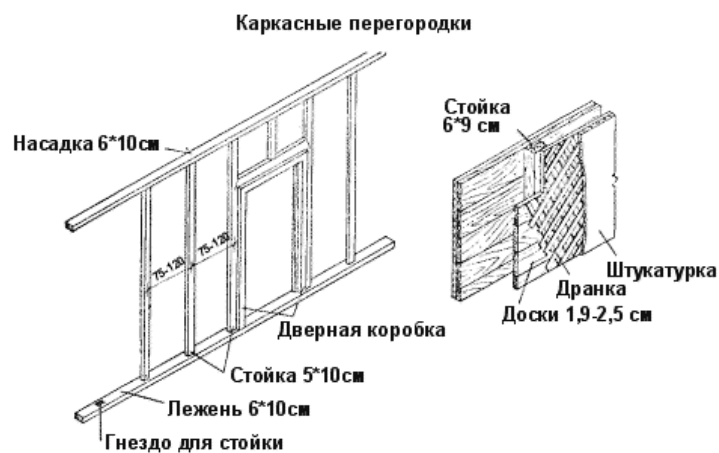 Каркасные перегородки
Насадка 6*10см
75-120
75-120
Дверная коробка
Стойка 5*10см
Лежень 6*10см
Гнездо для стойки
Стойка
6*9 см
Штукатурка
Дранка
Доски 1,9-2,5 см